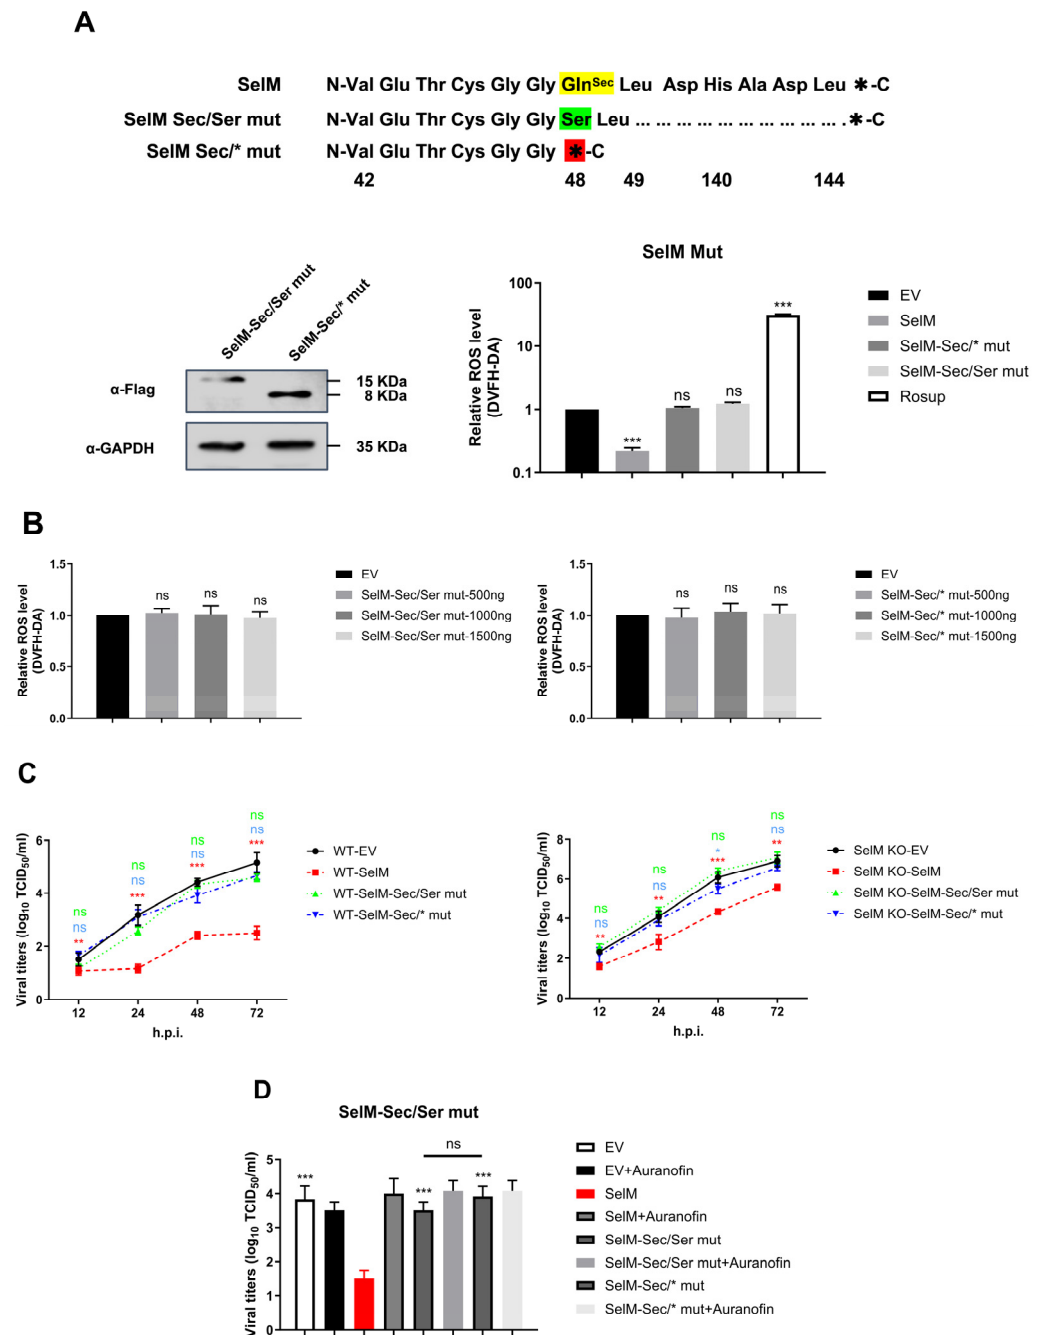 A
SelM N-Val Glu Thr Cys Gly Gly Gln^Sec Leu Asp His Ala Asp Leu *-C
SelM Sec/Ser mut N-Val Glu Thr Cys Gly Gly Ser Leu ... ... ... ... ... ... ... ... ... ... .*-C
SelM Sec/* mut N-Val Glu Thr Cys Gly Gly *-C
42 48 49 140 144
SelM-Sec/Ser mut
SelM-Sec/* mut
α-Flag
15 KDa
8 KDa
α-GAPDH
35 KDa
SelM Mut
Relative ROS level
(DVFH-DA)
100
10
1
0.1
***
ns
ns
***
EV
SelM
SelM-Sec/* mut
SelM-Sec/Ser mut
Rosup
B
Relative ROS level
(DVFH-DA)
1.5
1.0
0.5
0.0
ns
ns
ns
EV
SelM-Sec/Ser mut-500ng
SelM-Sec/Ser mut-1000ng
SelM-Sec/Ser mut-1500ng
Relative ROS level
(DVFH-DA)
1.5
1.0
0.5
0.0
ns
ns
ns
EV
SelM-Sec/* mut-500ng
SelM-Sec/* mut-1000ng
SelM-Sec/* mut-1500ng
C
Viral titers (log10 TCID50/ml)
6
4
2
0
ns
ns
**
ns
ns
***
ns
ns
***
ns
ns
***
12 24 48 72
h.p.i.
WT-EV
WT-SelM
WT-SelM-Sec/Ser mut
WT-SelM-Sec/* mut
Viral titers (log10 TCID50/ml)
8
6
4
2
0
ns
ns
**
ns
ns
**
ns
***
ns
ns
**
12 24 48 72
h.p.i.
SelM KO-EV
SelM KO-SelM
SelM KO-SelM-Sec/Ser mut
SelM KO-SelM-Sec/* mut
D
SelM-Sec/Ser mut
Viral titers (log10 TCID50/ml)
5
4
3
2
1
0
***
***
ns
***
EV
EV+Auranofin
SelM
SelM+Auranofin
SelM-Sec/Ser mut
SelM-Sec/Ser mut+Auranofin
SelM-Sec/* mut
SelM-Sec/* mut+Auranofin